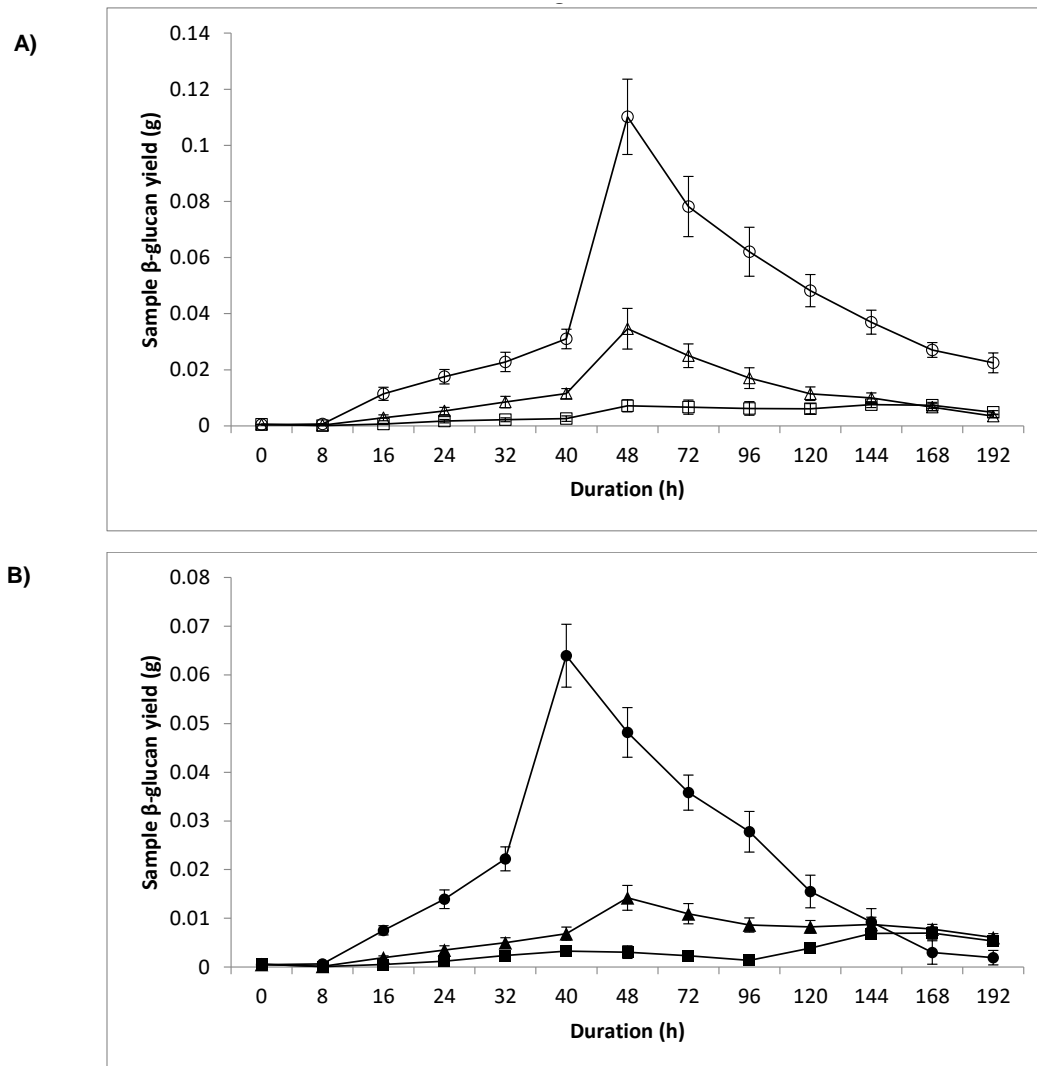 A)
0.14
0.12
0.1
0.08
0.06
0.04
0.02
0
Sample β-glucan yield (g)
0 8 16 24 32 40 48 72 96 120 144 168 192
Duration (h)
B)
0.08
0.07
0.06
0.05
0.04
0.03
0.02
0.01
0
Sample β-glucan yield (g)
0 8 16 24 32 40 48 72 96 120 144 168 192
Duration (h)